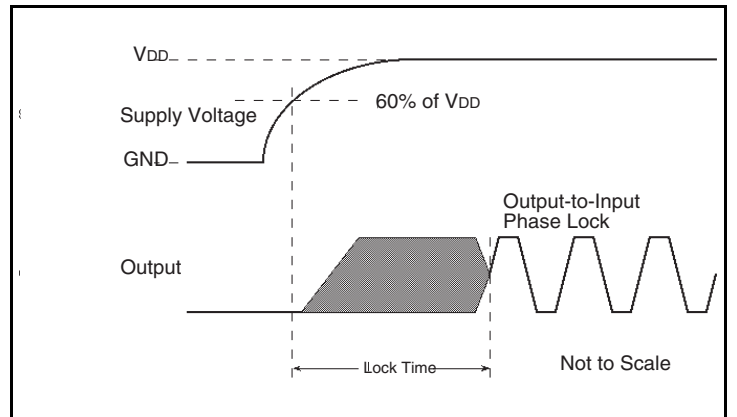 VDD
60% of VDD
Supply Voltage
GND
Output-to-Input
Phase Lock
Output
Lock Time
Not to Scale